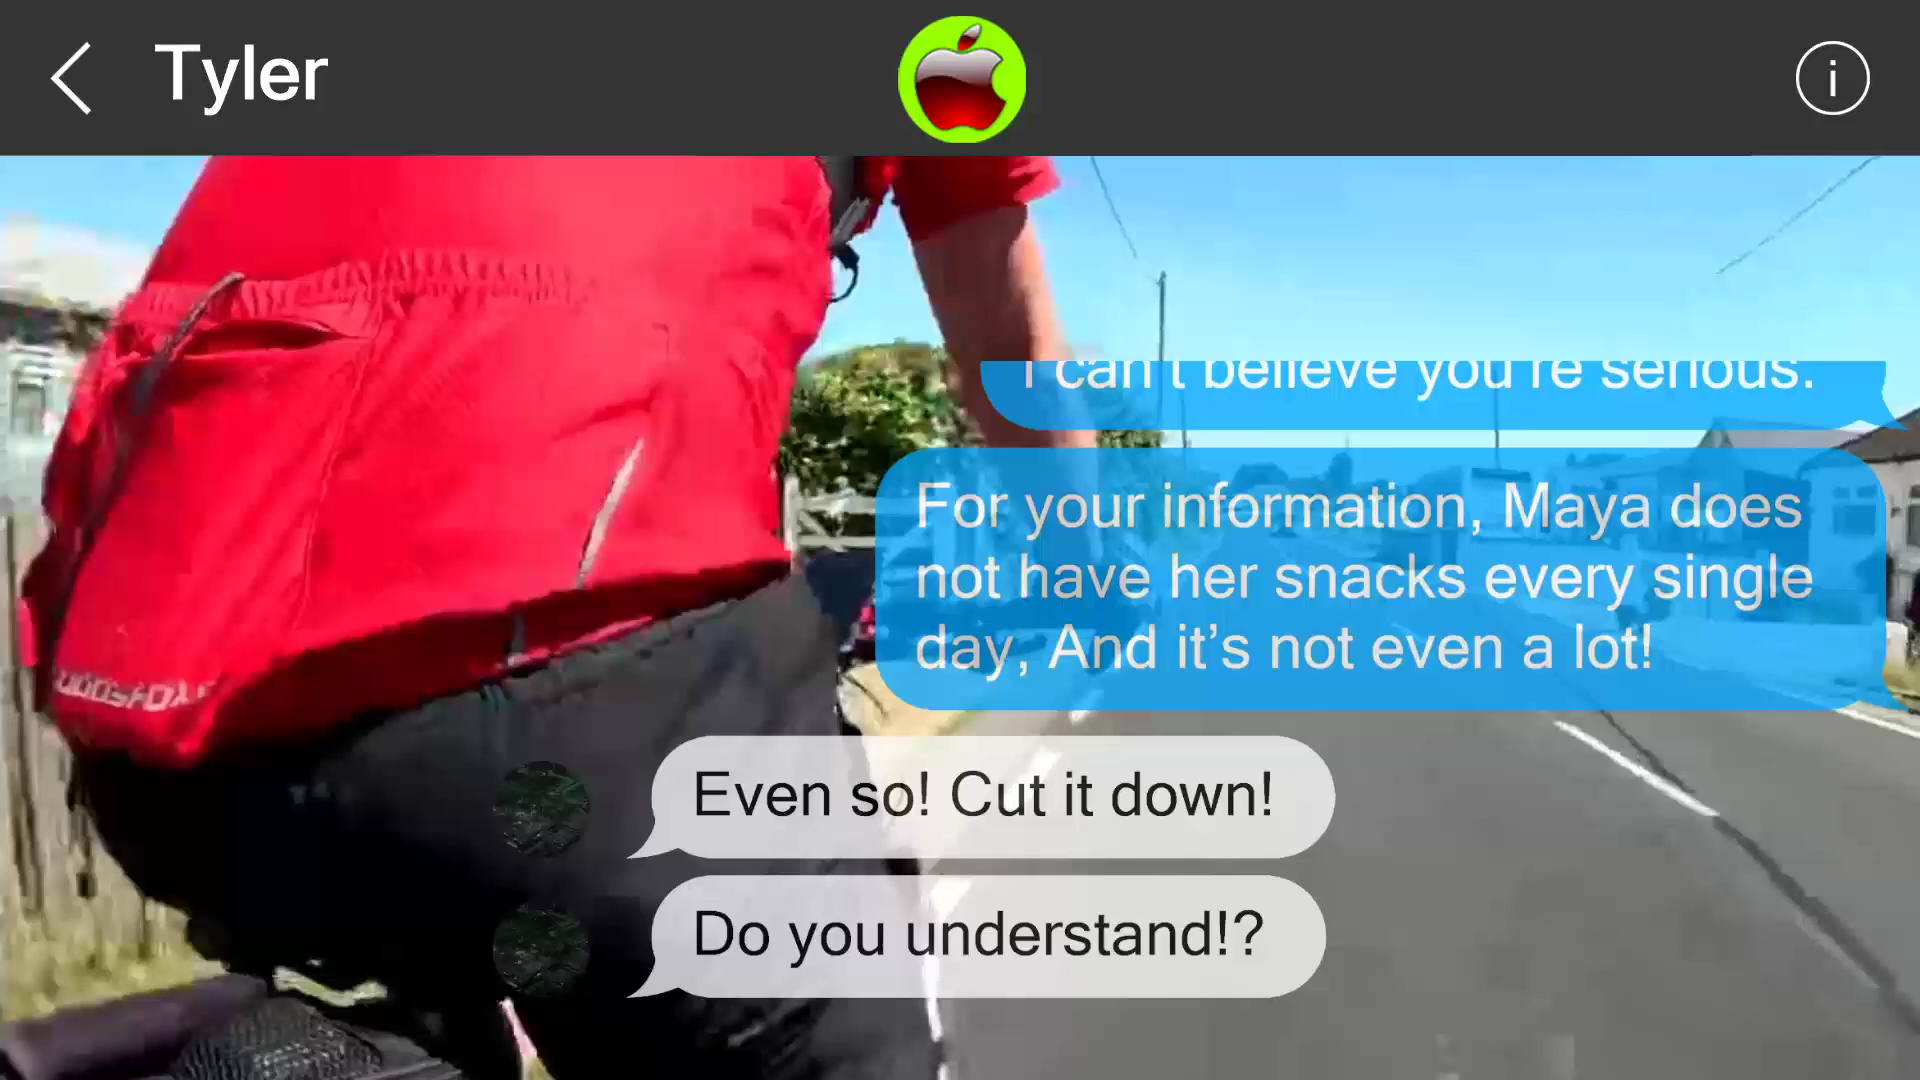 Tyler
I can't believe you're serious.
For your information, Maya does
not have her snacks every single
day, And it's not even a lot!
Even so! Cut it down!
Do you understand!?